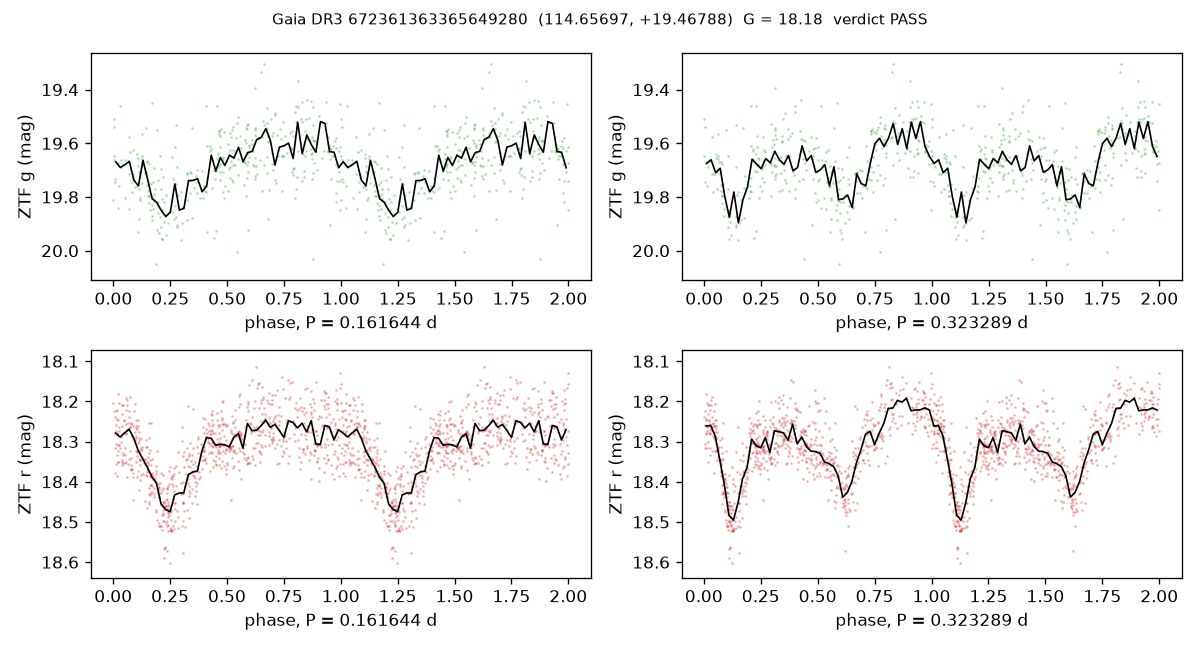 Gaia DR3 672361363365649280 (114.65697, +19.46788) G = 18.18 verdict PASS
ZTF g (mag)
19.4
19.6
19.8
20.0
0.00 0.25 0.50 0.75 1.00 1.25 1.50 1.75 2.00
phase, P = 0.161644 d
ZTF g (mag)
19.4
19.6
19.8
20.0
0.00 0.25 0.50 0.75 1.00 1.25 1.50 1.75 2.00
phase, P = 0.323289 d
ZTF r (mag)
18.1
18.2
18.3
18.4
18.5
18.6
0.00 0.25 0.50 0.75 1.00 1.25 1.50 1.75 2.00
phase, P = 0.161644 d
ZTF r (mag)
18.1
18.2
18.3
18.4
18.5
18.6
0.00 0.25 0.50 0.75 1.00 1.25 1.50 1.75 2.00
phase, P = 0.323289 d